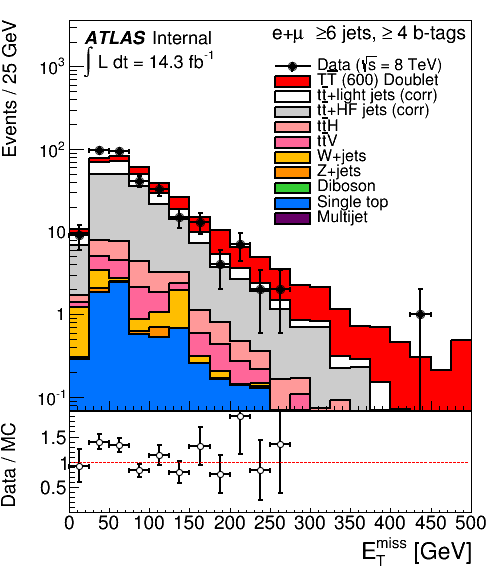 ATLAS Internal
∫ L dt = 14.3 fb⁻¹
e+μ ≥6 jets, ≥ 4 b-tags
Data (√s = 8 TeV)
TT̅ (600) Doublet
tt̅+light jets (corr)
tt̅+HF jets (corr)
tt̅H
tt̅V
W+jets
Z+jets
Diboson
Single top
Multijet
Events / 25 GeV
10³
10²
10
1
10⁻¹
Data / MC
1.5
1
0.5
0 50 100 150 200 250 300 350 400 450 500
E_T^miss [GeV]